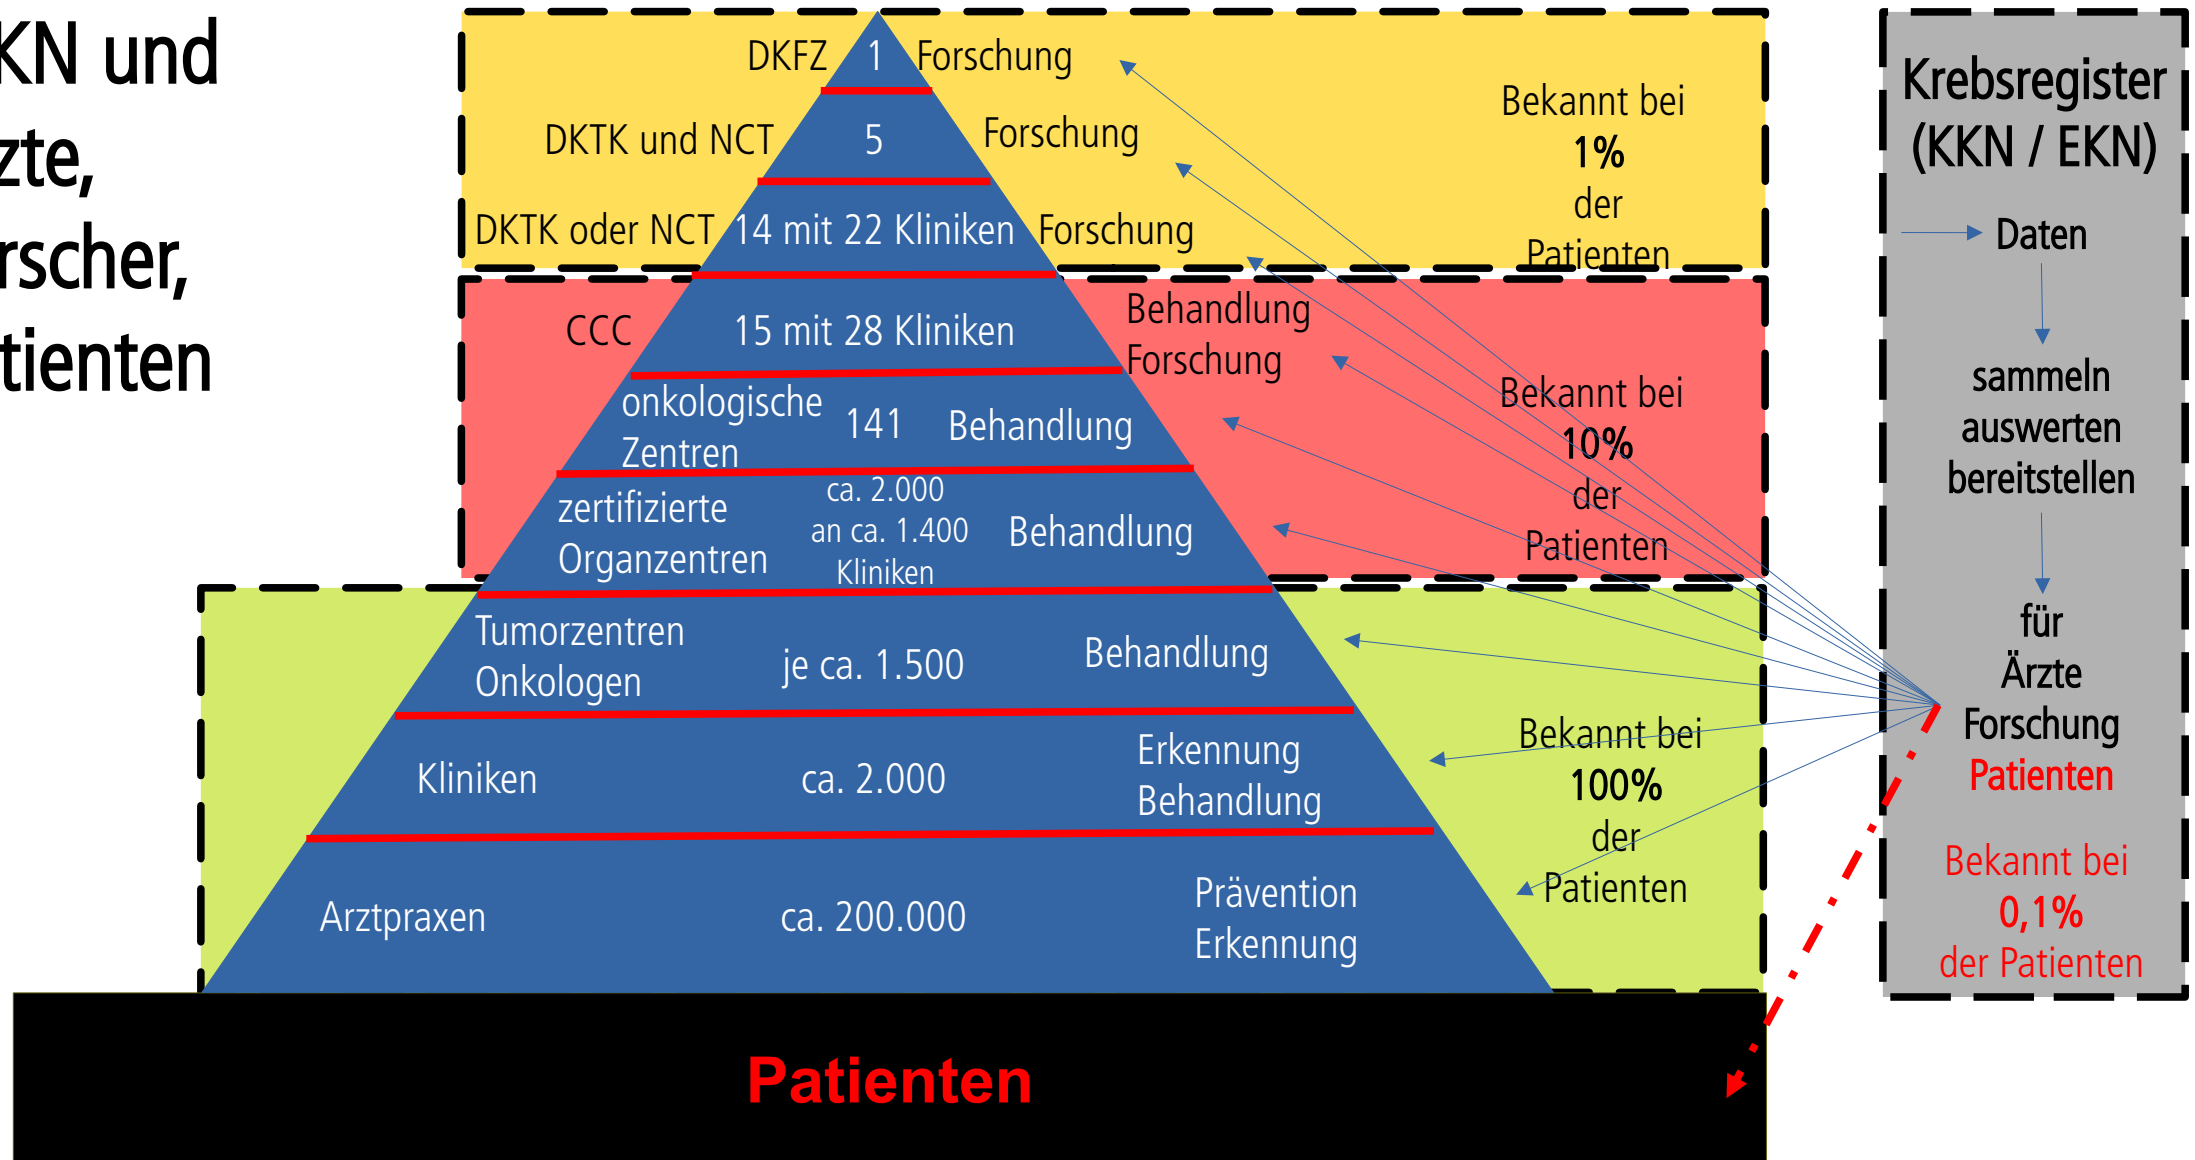 KN und
zte,
rscher,
tienten
DKFZ 1 Forschung
DKTK und NCT 5 Forschung
DKTK oder NCT 14 mit 22 Kliniken Forschung
Bekannt bei
1%
der
Patienten
CCC 15 mit 28 Kliniken Behandlung
Forschung
onkologische
Zentren
141 Behandlung
zertifizierte
Organzentren
ca. 2.000
an ca. 1.400
Kliniken
Behandlung
Bekannt bei
10%
der
Patienten
Tumorzentren
Onkologen
je ca. 1.500
Behandlung
Kliniken ca. 2.000 Erkennung
Behandlung
Arztpraxen ca. 200.000 Prävention
Erkennung
Bekannt bei
100%
der
Patienten
Patienten
Krebsregister
(KKN / EKN)
Daten
sammeln
auswerten
bereitstellen
für
Ärzte
Forschung
Patienten
Bekannt bei
0,1%
der Patienten